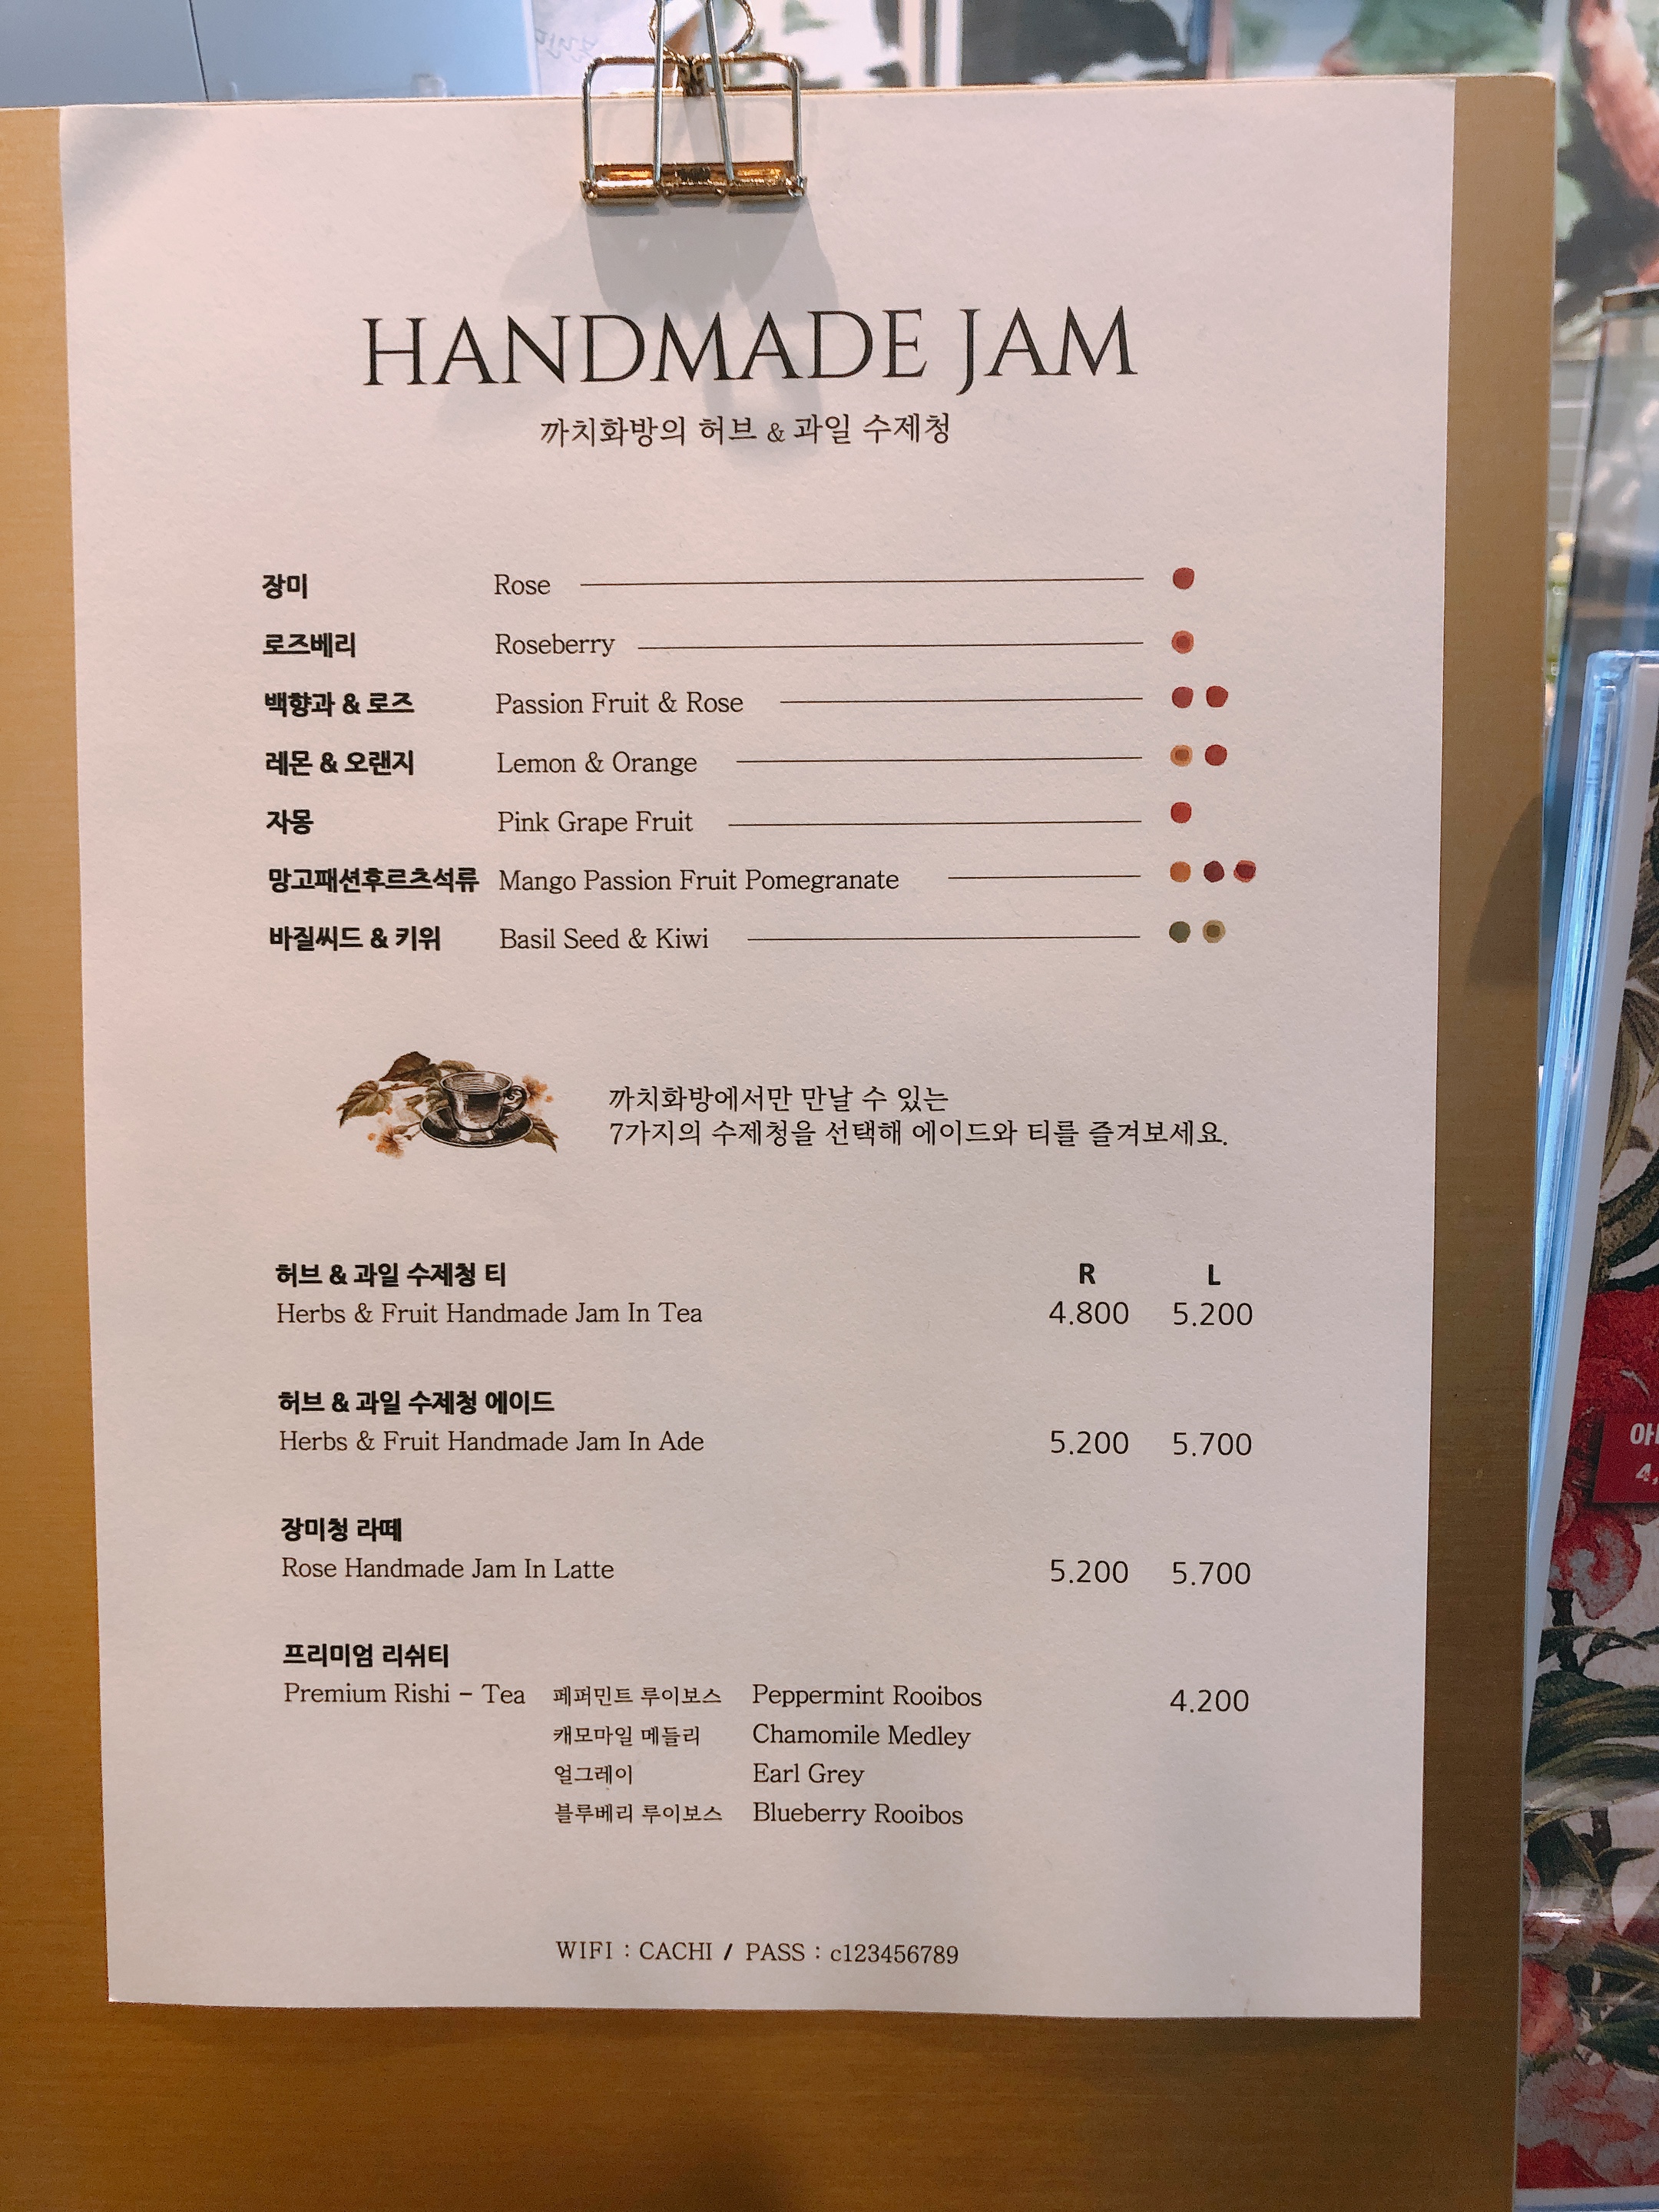 HANDMADE JAM
까치화방의 허브 & 과일 수제청
장미 Rose
로즈베리 Roseberry
백향과 & 로즈 Passion Fruit & Rose
레몬 & 오랜지 Lemon & Orange
자몽 Pink Grape Fruit
망고패션후르츠석류 Mango Passion Fruit Pomegranate
바질씨드 & 키위 Basil Seed & Kiwi
까치화방에서만 만날 수 있는
7가지의 수제청을 선택해 에이드와 티를 즐겨보세요.
허브 & 과일 수제청 티 R L
Herbs & Fruit Handmade Jam In Tea 4.800 5.200
허브 & 과일 수제청 에이드
Herbs & Fruit Handmade Jam In Ade 5.200 5.700
장미청 라떼
Rose Handmade Jam In Latte 5.200 5.700
프리미엄 리쉬티
Premium Rishi - Tea 페퍼민트 루이보스 Peppermint Rooibos 4.200
캐모마일 메들리 Chamomile Medley
얼그레이 Earl Grey
블루베리 루이보스 Blueberry Rooibos
WIFI : CACHI / PASS : c123456789